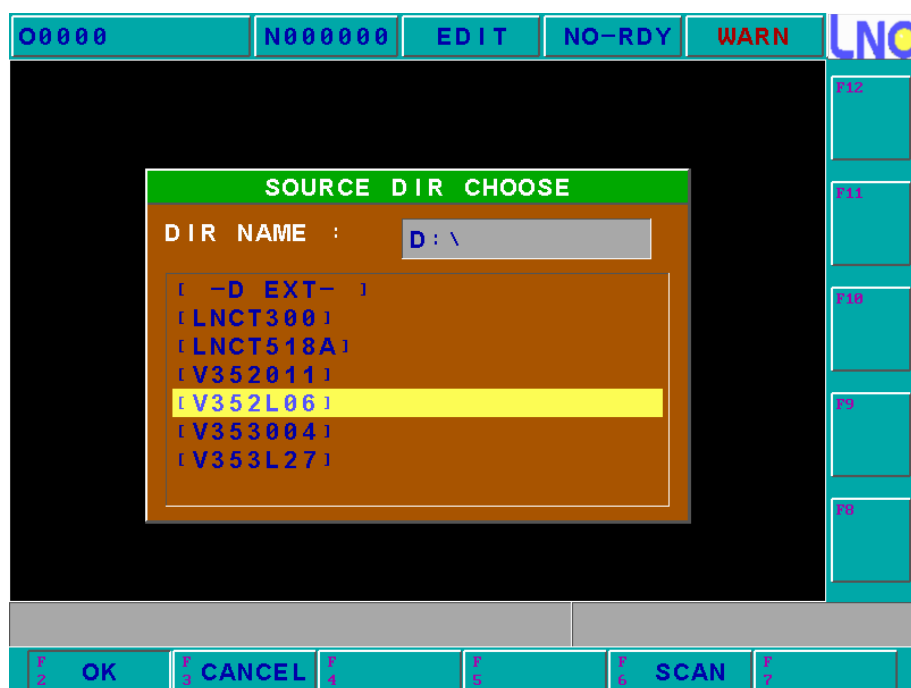 O0000 N000000 EDIT NO-RDY WARN LNC
F12
SOURCE DIR CHOOSE
F11
DIR NAME : D:\
[ -D EXT- ]
F10
[LNCT300]
[LNCT518A]
[V352011]
[V352L06]
F9
[V353004]
[V353L27]
F8
F2 OK F3 CANCEL F4 F5 F6 SCAN F7